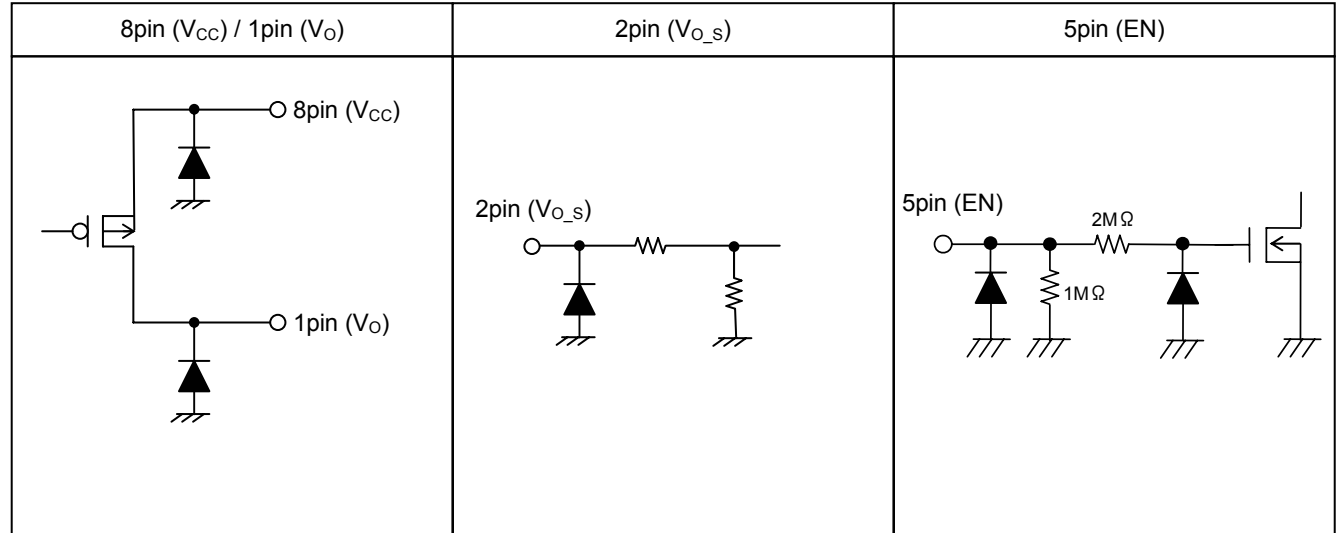 8pin (VCC) / 1pin (VO)
2pin (VO_S)
5pin (EN)
8pin (VCC)
1pin (VO)
2pin (VO_S)
5pin (EN)
2MΩ
1MΩ